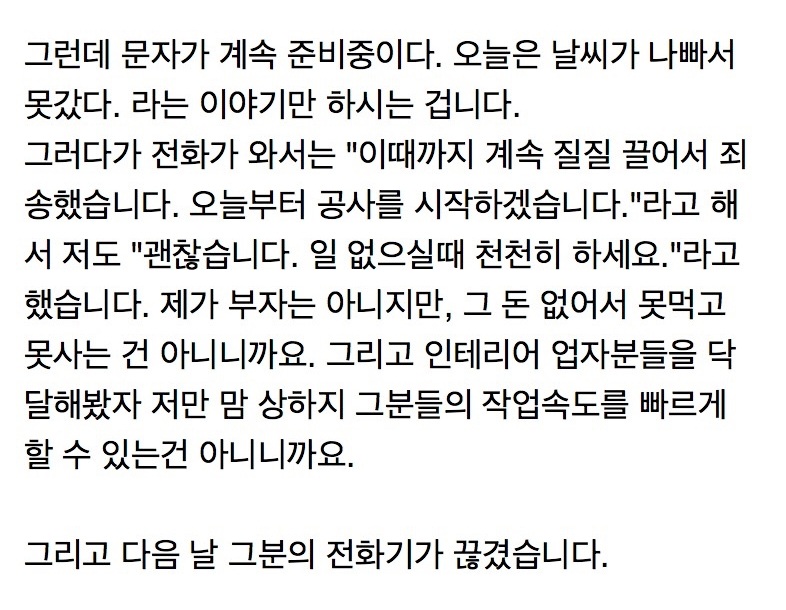 그런데 문자가 계속 준비중이다. 오늘은 날씨가 나빠서
못갔다. 라는 이야기만 하시는 겁니다.
그러다가 전화가 와서는 "이때까지 계속 질질 끌어서 죄
송했습니다. 오늘부터 공사를 시작하겠습니다."라고 해
서 저도 "괜찮습니다. 일 없으실때 천천히 하세요."라고
했습니다. 제가 부자는 아니지만, 그 돈 없어서 못먹고
못사는 건 아니니까요. 그리고 인테리어 업자분들을 닥
달해봤자 저만 맘 상하지 그분들의 작업속도를 빠르게
할 수 있는건 아니니까요.
그리고 다음 날 그분의 전화기가 끊겼습니다.